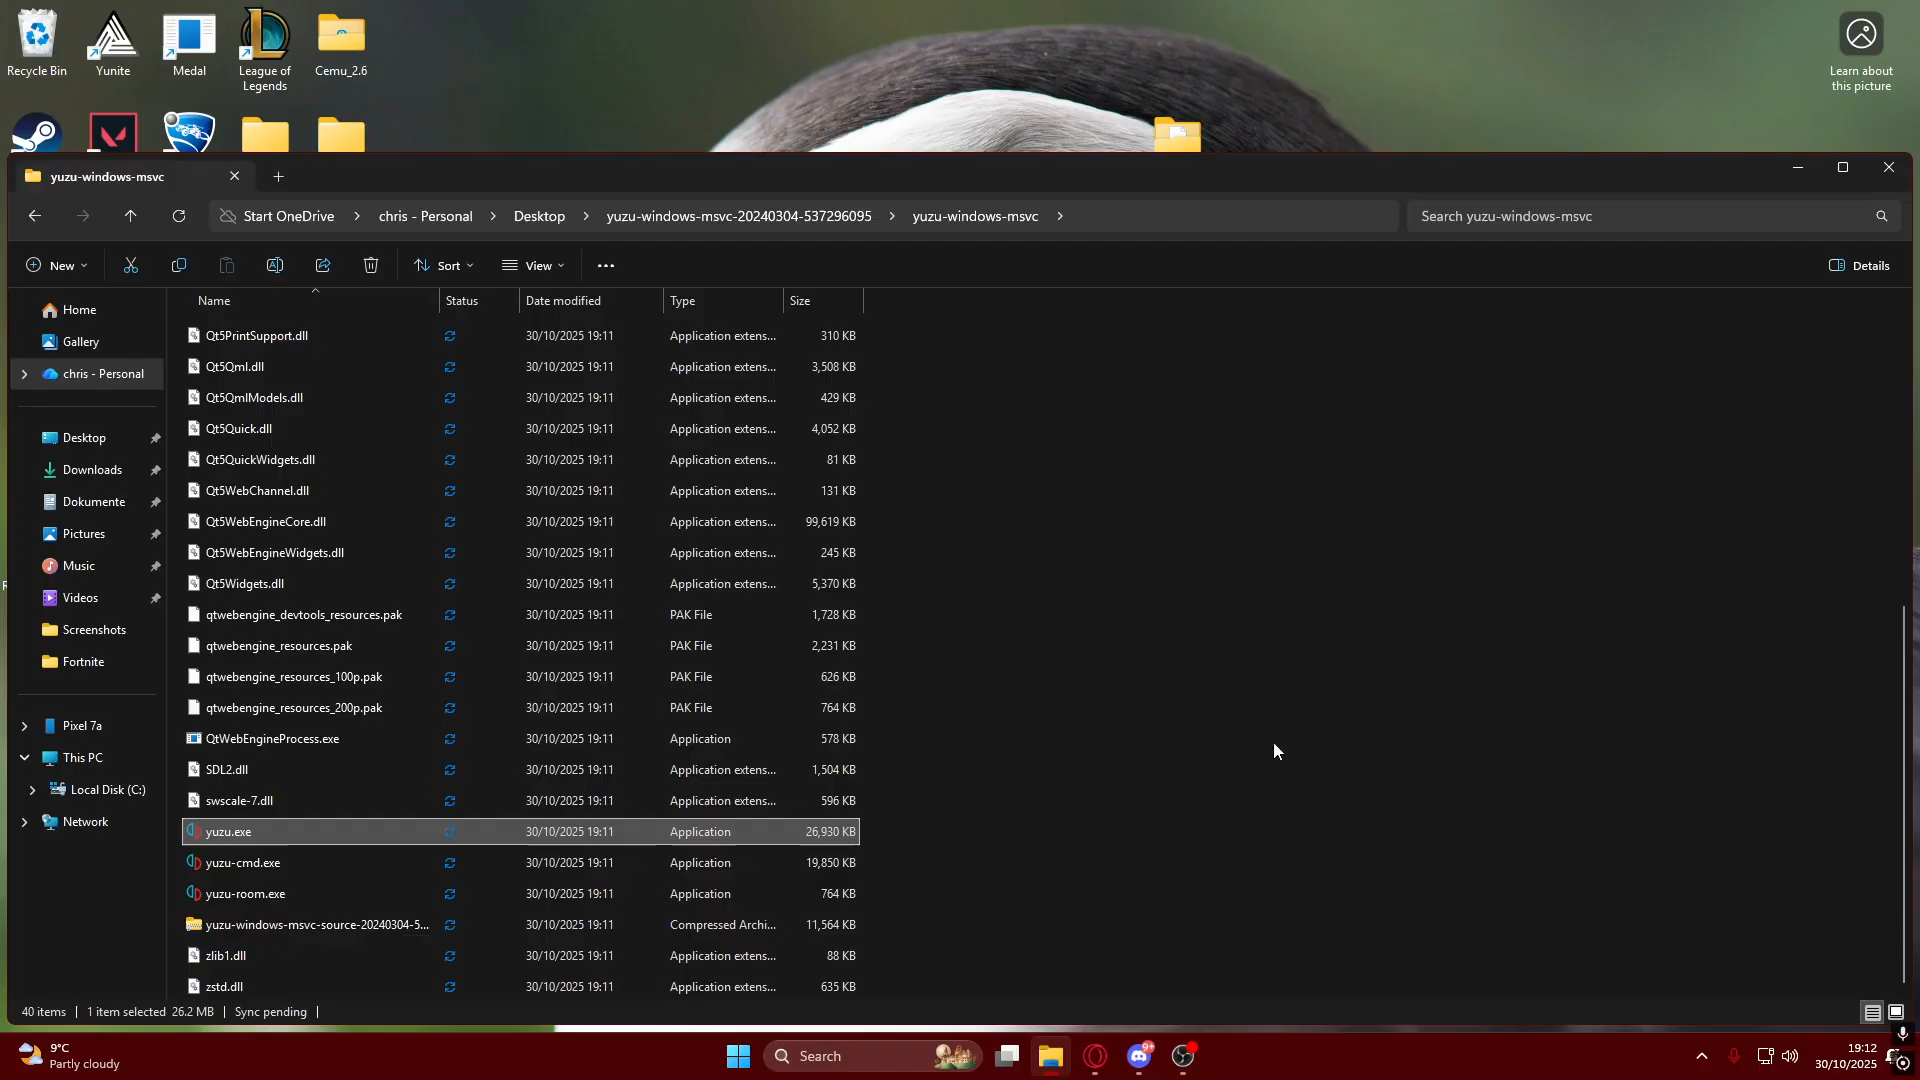 Recycle Bin
Yunite
Medal
League of
Legends
Cemu_2.6
Learn about
this picture
yuzu-windows-msvc
Start OneDrive
chris - Personal
Desktop
yuzu-windows-msvc-20240304-537296095
yuzu-windows-msvc
Search yuzu-windows-msvc
New
Sort
View
Details
Name
Status
Date modified
Type
Size
Home
Gallery
chris - Personal
Desktop
Downloads
Dokumente
Pictures
Music
Videos
Screenshots
Fortnite
Pixel 7a
This PC
Local Disk (C:)
Network
Qt5PrintSupport.dll 30/10/2025 19:11 Application extens... 310 KB
Qt5Qml.dll 30/10/2025 19:11 Application extens... 3,508 KB
Qt5QmlModels.dll 30/10/2025 19:11 Application extens... 429 KB
Qt5Quick.dll 30/10/2025 19:11 Application extens... 4,052 KB
Qt5QuickWidgets.dll 30/10/2025 19:11 Application extens... 81 KB
Qt5WebChannel.dll 30/10/2025 19:11 Application extens... 131 KB
Qt5WebEngineCore.dll 30/10/2025 19:11 Application extens... 99,619 KB
Qt5WebEngineWidgets.dll 30/10/2025 19:11 Application extens... 245 KB
Qt5Widgets.dll 30/10/2025 19:11 Application extens... 5,370 KB
qtwebengine_devtools_resources.pak 30/10/2025 19:11 PAK File 1,728 KB
qtwebengine_resources.pak 30/10/2025 19:11 PAK File 2,231 KB
qtwebengine_resources_100p.pak 30/10/2025 19:11 PAK File 626 KB
qtwebengine_resources_200p.pak 30/10/2025 19:11 PAK File 764 KB
QtWebEngineProcess.exe 30/10/2025 19:11 Application 578 KB
SDL2.dll 30/10/2025 19:11 Application extens... 1,504 KB
swscale-7.dll 30/10/2025 19:11 Application extens... 596 KB
yuzu.exe 30/10/2025 19:11 Application 26,930 KB
yuzu-cmd.exe 30/10/2025 19:11 Application 19,850 KB
yuzu-room.exe 30/10/2025 19:11 Application 764 KB
yuzu-windows-msvc-source-20240304-5... 30/10/2025 19:11 Compressed Archi... 11,564 KB
zlib1.dll 30/10/2025 19:11 Application extens... 88 KB
zstd.dll 30/10/2025 19:11 Application extens... 635 KB
40 items
1 item selected 26.2 MB
Sync pending
9°C
Partly cloudy
Search
9+
19:12
30/10/2025